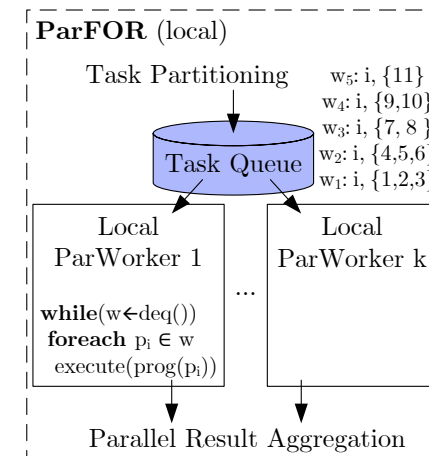 ParFOR (local)
Task Partitioning
w₅: i, {11}
w₄: i, {9,10}
w₃: i, {7, 8 }
w₂: i, {4,5,6}
w₁: i, {1,2,3}
Task Queue
Local
ParWorker 1
while(w←deq())
foreach pᵢ ∈ w
execute(prog(pᵢ))
...
Local
ParWorker k
Parallel Result Aggregation